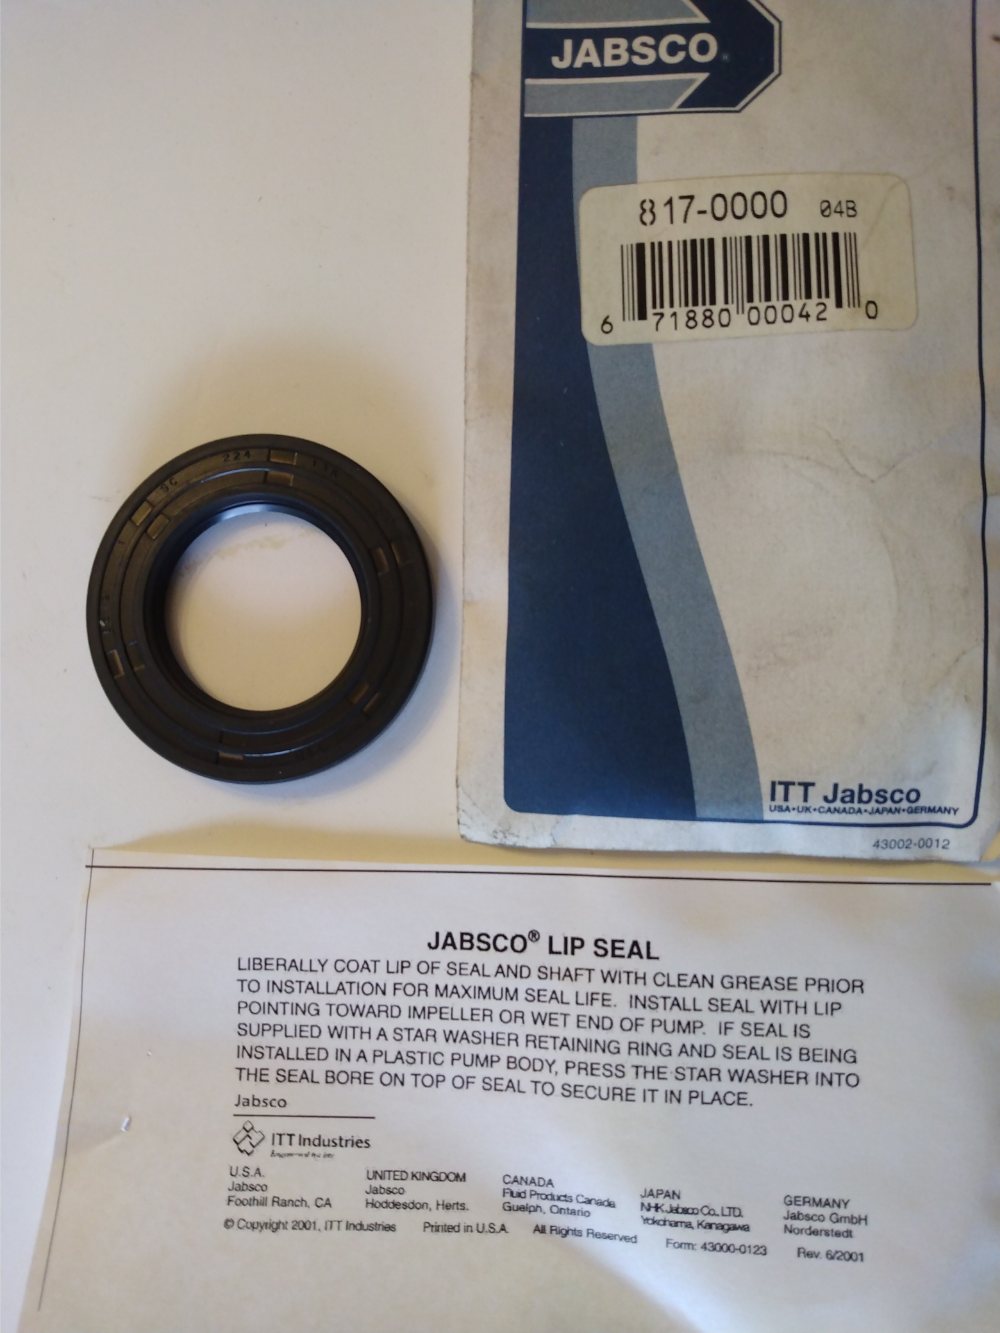 JABSCO®
817-0000 04B
6 71880 00042 0
224
SC
ITT Jabsco
USA•UK•CANADA•JAPAN•GERMANY
43002-0012
JABSCO® LIP SEAL
LIBERALLY COAT LIP OF SEAL AND SHAFT WITH CLEAN GREASE PRIOR
TO INSTALLATION FOR MAXIMUM SEAL LIFE. INSTALL SEAL WITH LIP
POINTING TOWARD IMPELLER OR WET END OF PUMP. IF SEAL IS
SUPPLIED WITH A STAR WASHER RETAINING RING AND SEAL IS BEING
INSTALLED IN A PLASTIC PUMP BODY, PRESS THE STAR WASHER INTO
THE SEAL BORE ON TOP OF SEAL TO SECURE IT IN PLACE.
Jabsco
ITT Industries
U.S.A.
Jabsco
Foothill Ranch, CA
UNITED KINGDOM
Jabsco
Hoddesdon, Herts.
CANADA
Fluid Products Canada
Guelph, Ontario
JAPAN
NHK Jabsco Co. LTD.
Yokohama, Kanagawa
GERMANY
Jabsco GmbH
Norderstedt
© Copyright 2001, ITT Industries Printed in U.S.A. All Rights Reserved Form: 43000-0123 Rev. 6/2001